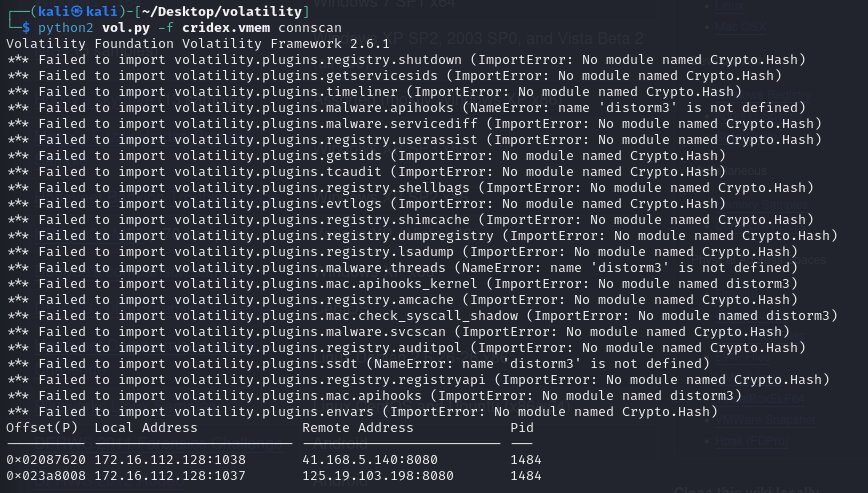 (kali㉿kali)-[~/Desktop/volatility]
$ python2 vol.py -f cridex.vmem connscan
Volatility Foundation Volatility Framework 2.6.1
*** Failed to import volatility.plugins.registry.shutdown (ImportError: No module named Crypto.Hash)
*** Failed to import volatility.plugins.getservicesids (ImportError: No module named Crypto.Hash)
*** Failed to import volatility.plugins.timeliner (ImportError: No module named Crypto.Hash)
*** Failed to import volatility.plugins.malware.apihooks (NameError: name 'distorm3' is not defined)
*** Failed to import volatility.plugins.malware.servicediff (ImportError: No module named Crypto.Hash)
*** Failed to import volatility.plugins.registry.userassist (ImportError: No module named Crypto.Hash)
*** Failed to import volatility.plugins.getsids (ImportError: No module named Crypto.Hash)
*** Failed to import volatility.plugins.tcaudit (ImportError: No module named Crypto.Hash)
*** Failed to import volatility.plugins.registry.shellbags (ImportError: No module named Crypto.Hash)
*** Failed to import volatility.plugins.evtlogs (ImportError: No module named Crypto.Hash)
*** Failed to import volatility.plugins.registry.shimcache (ImportError: No module named Crypto.Hash)
*** Failed to import volatility.plugins.registry.dumpregistry (ImportError: No module named Crypto.Hash)
*** Failed to import volatility.plugins.registry.lsadump (ImportError: No module named Crypto.Hash)
*** Failed to import volatility.plugins.malware.threads (NameError: name 'distorm3' is not defined)
*** Failed to import volatility.plugins.mac.apihooks_kernel (ImportError: No module named distorm3)
*** Failed to import volatility.plugins.registry.amcache (ImportError: No module named Crypto.Hash)
*** Failed to import volatility.plugins.mac.check_syscall_shadow (ImportError: No module named distorm3)
*** Failed to import volatility.plugins.malware.svcscan (ImportError: No module named Crypto.Hash)
*** Failed to import volatility.plugins.registry.auditpol (ImportError: No module named Crypto.Hash)
*** Failed to import volatility.plugins.ssdt (NameError: name 'distorm3' is not defined)
*** Failed to import volatility.plugins.registry.registryapi (ImportError: No module named Crypto.Hash)
*** Failed to import volatility.plugins.mac.apihooks (ImportError: No module named distorm3)
*** Failed to import volatility.plugins.envars (ImportError: No module named Crypto.Hash)
Offset(P) Local Address Remote Address Pid
0x02087620 172.16.112.128:1038 41.168.5.140:8080 1484
0x023a8008 172.16.112.128:1037 125.19.103.198:8080 1484